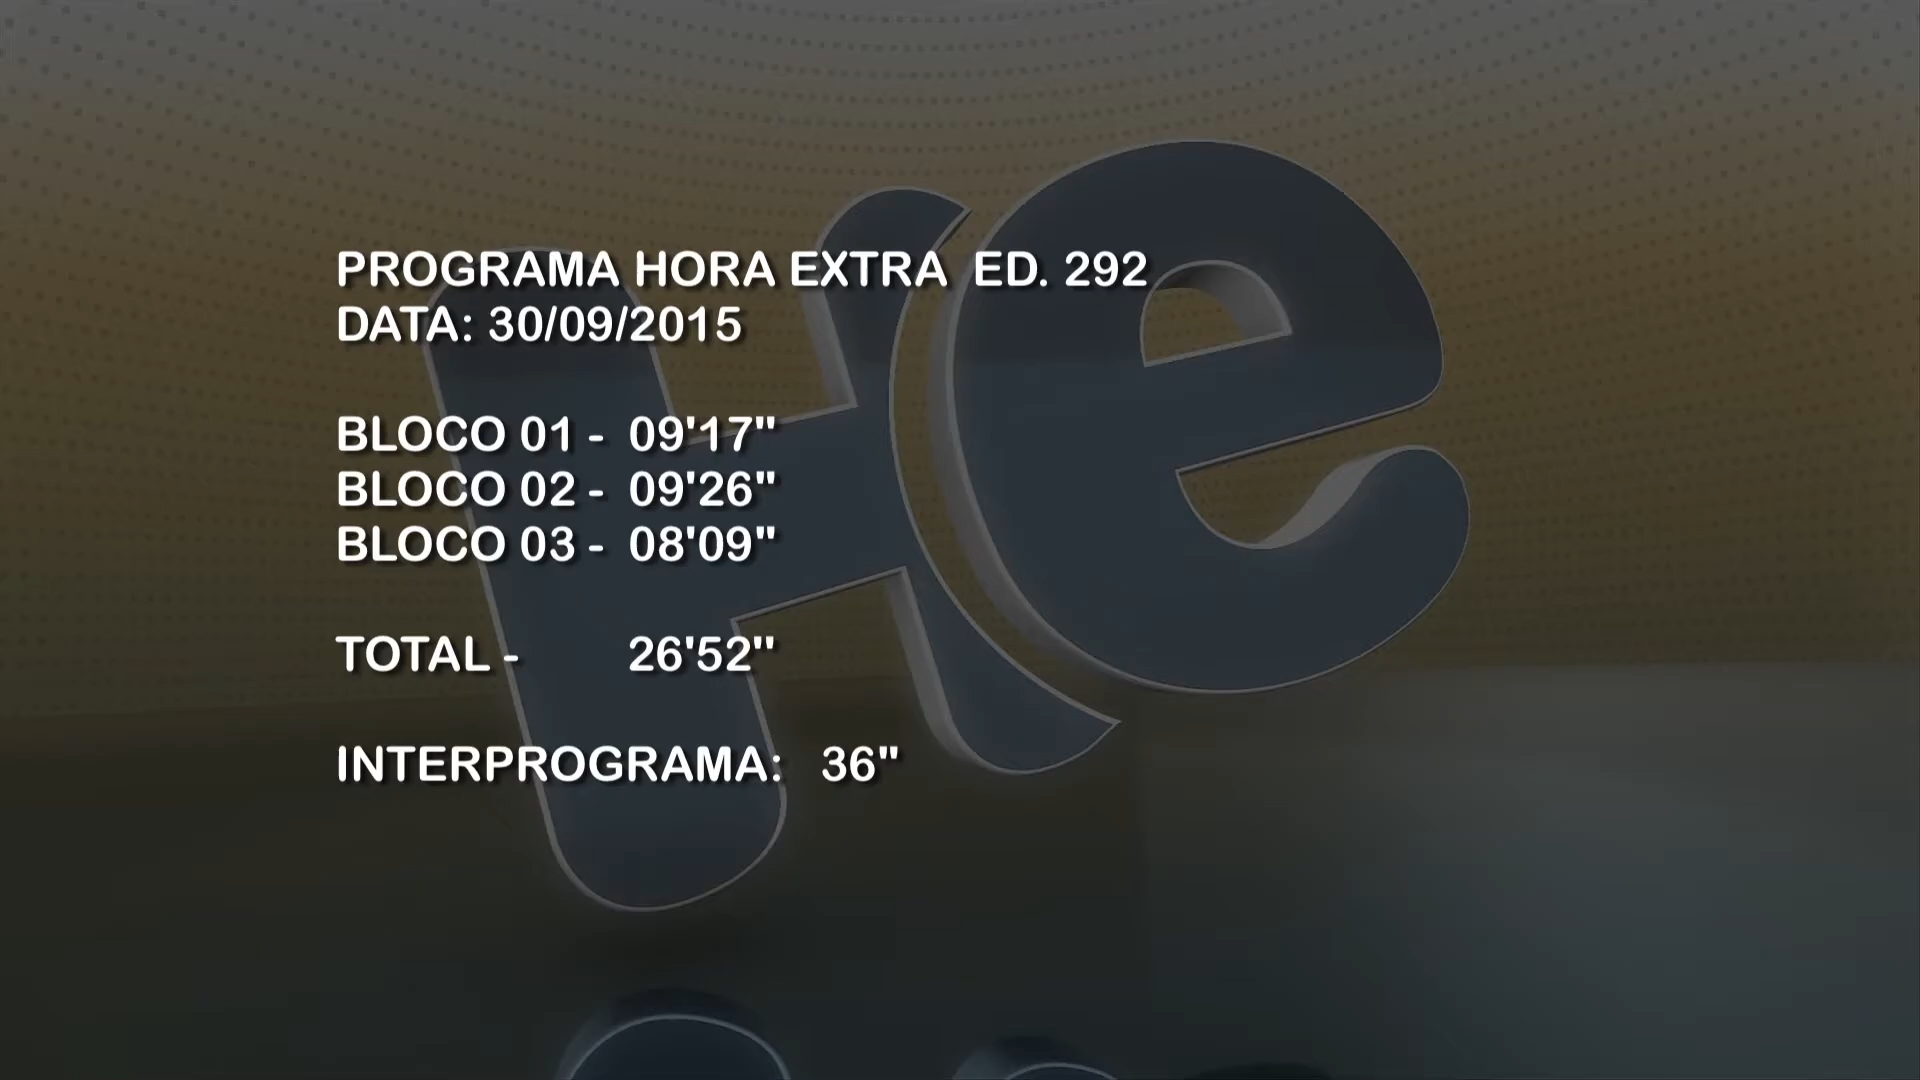 PROGRAMA HORA EXTRA ED. 292
DATA: 30/09/2015
BLOCO 01 - 09'17"
BLOCO 02 - 09'26"
BLOCO 03 - 08'09"
TOTAL - 26'52"
INTERPROGRAMA: 36"
He